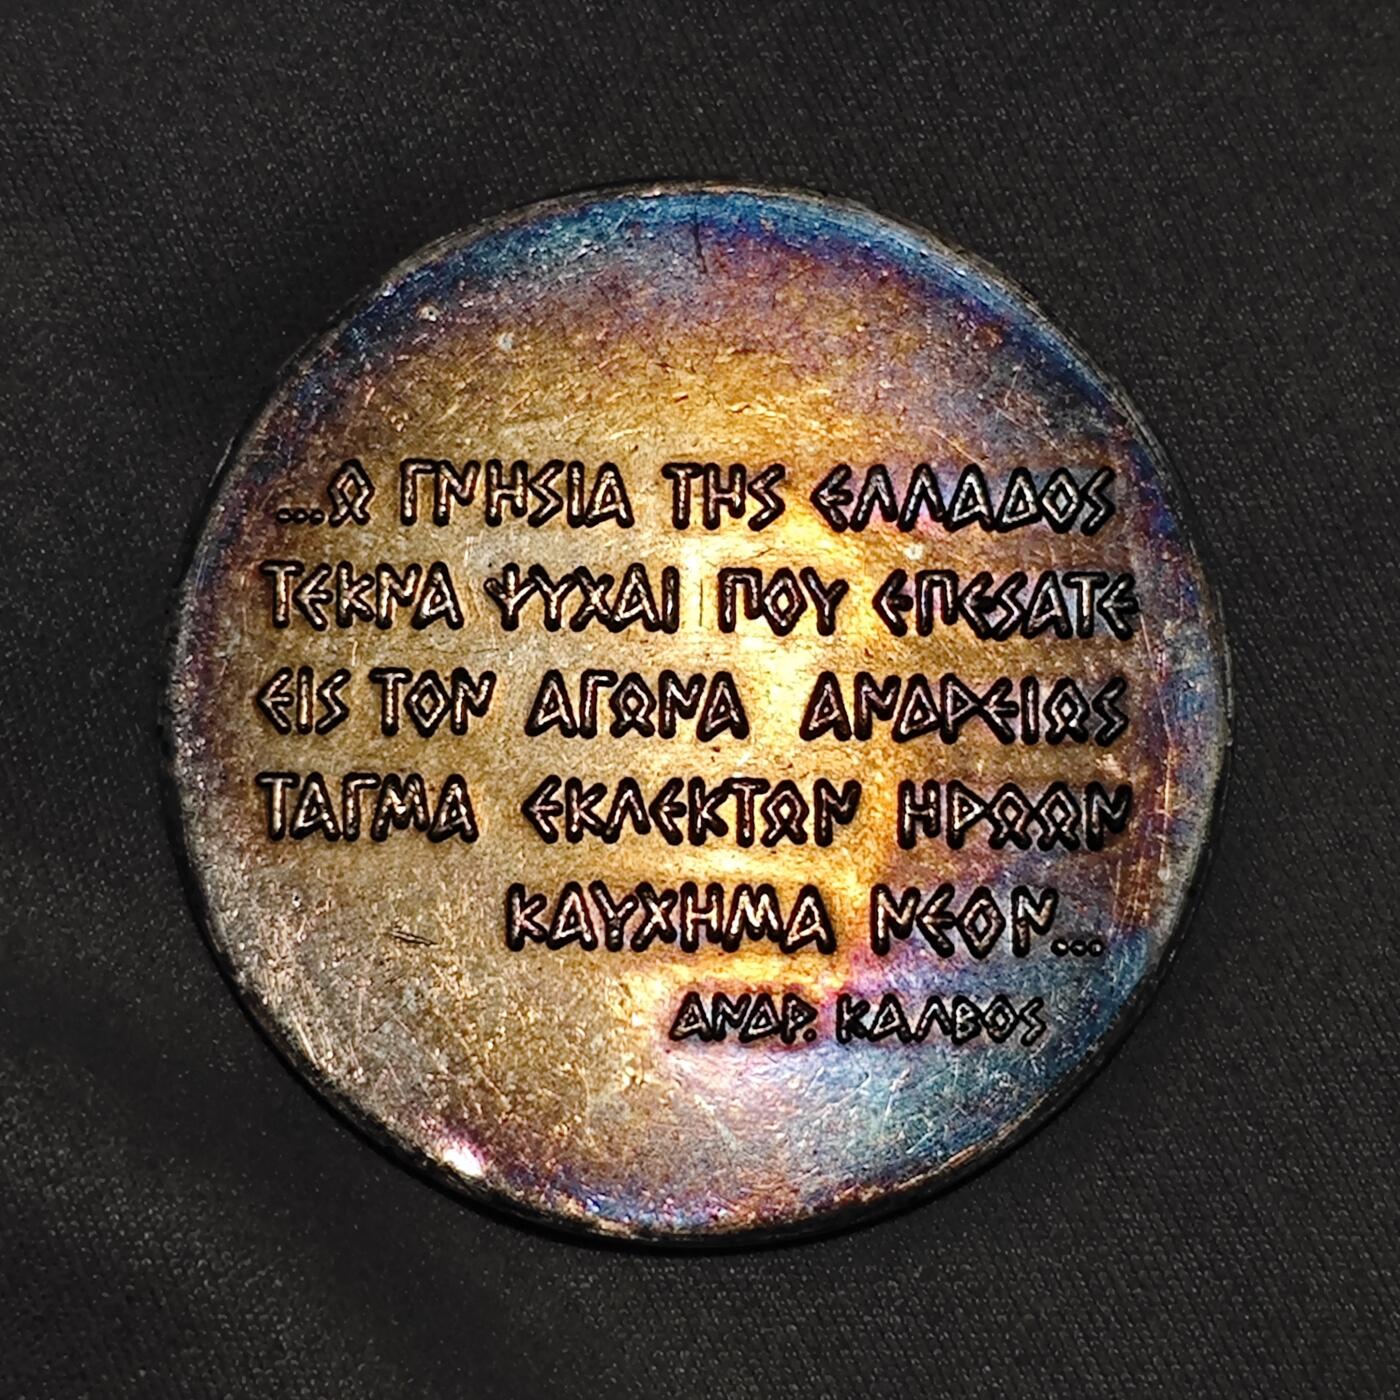 ...Ω ΓΝΗΣΙΑ ΤΗΣ ΕΛΛΑΔΟΣ
ΤΕΚΝΑ ΨΥΧΑΙ ΠΟΥ ΕΠΕΣΑΤΕ
ΕΙΣ ΤΟΝ ΑΓΩΝΑ ΑΝΔΡΕΙΩΣ
ΤΑΓΜΑ ΕΚΛΕΚΤΩΝ ΗΡΩΩΝ
ΚΑΥΧΗΜΑ ΝΕΟΝ...
ΑΝΔΡ. ΚΑΛΒΟΣ